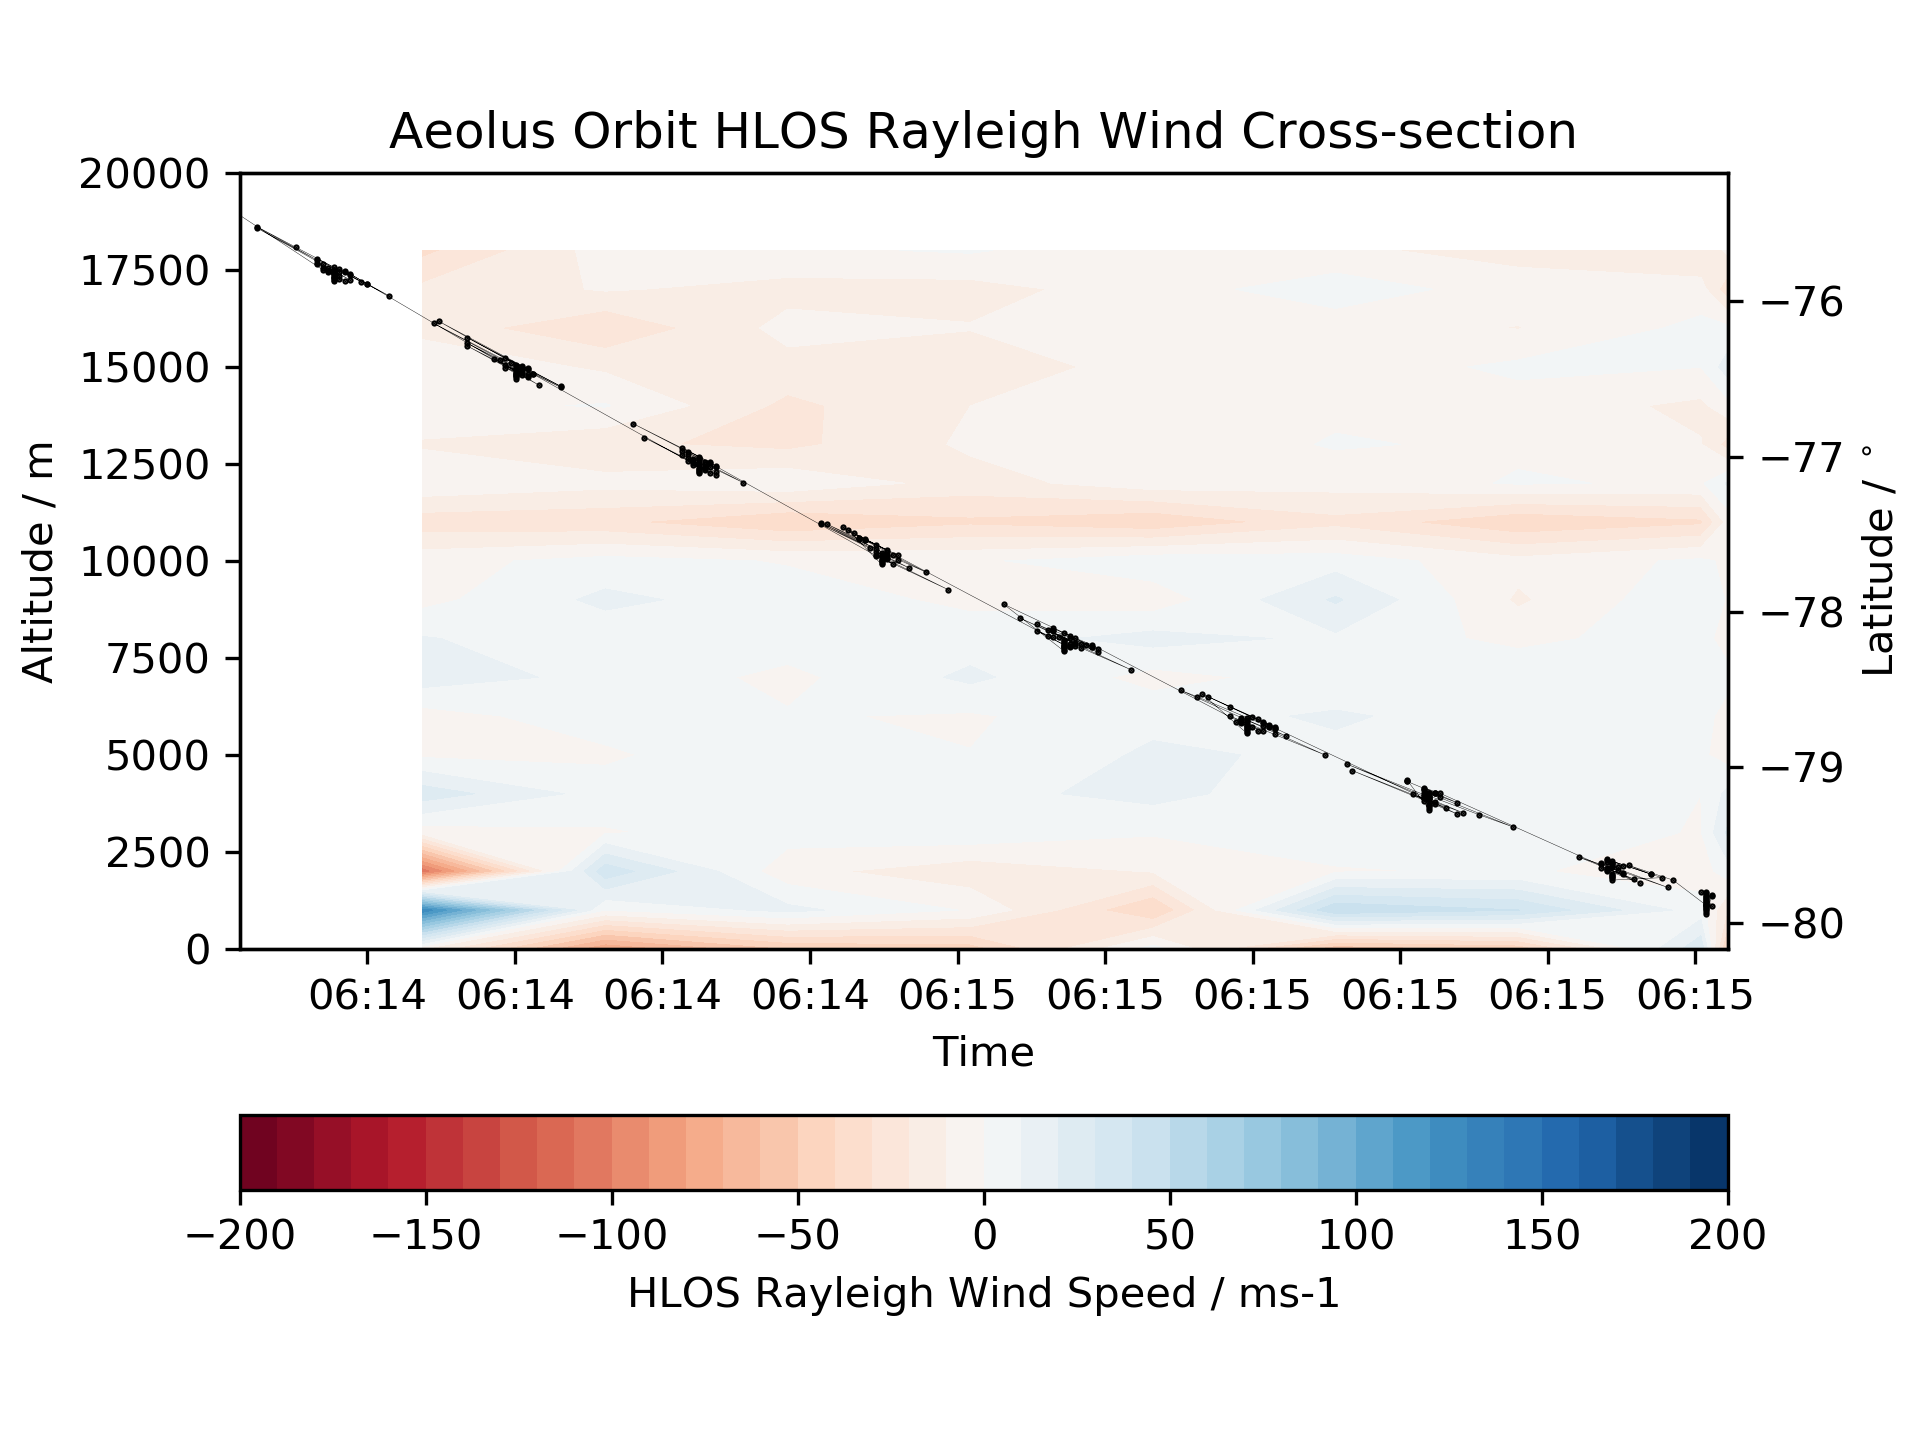 Aeolus Orbit HLOS Rayleigh Wind Cross-section
20000
17500
15000
12500
10000
7500
5000
2500
0
Altitude / m
−76
−77
−78
−79
−80
Latitude / °
06:14 06:14 06:14 06:14 06:15 06:15 06:15 06:15 06:15 06:15
Time
−200 −150 −100 −50 0 50 100 150 200
HLOS Rayleigh Wind Speed / ms-1